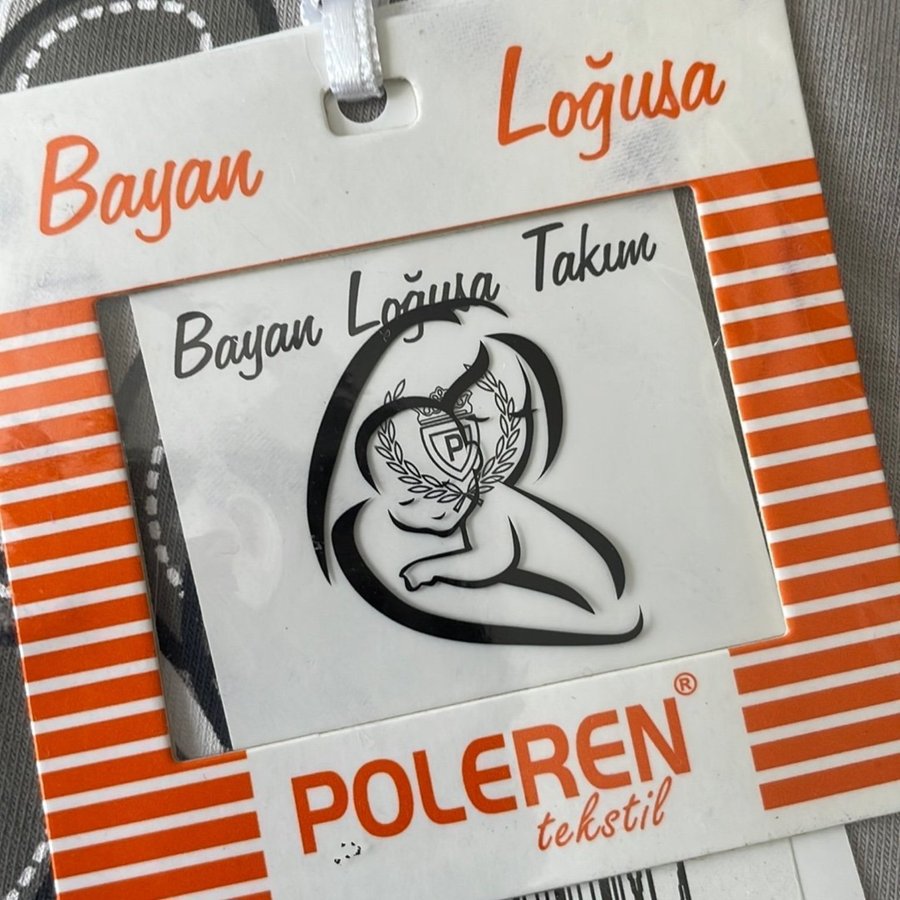 Bayan Loğusa
Bayan Loğusa Takım
P
POLEREN®
tekstil